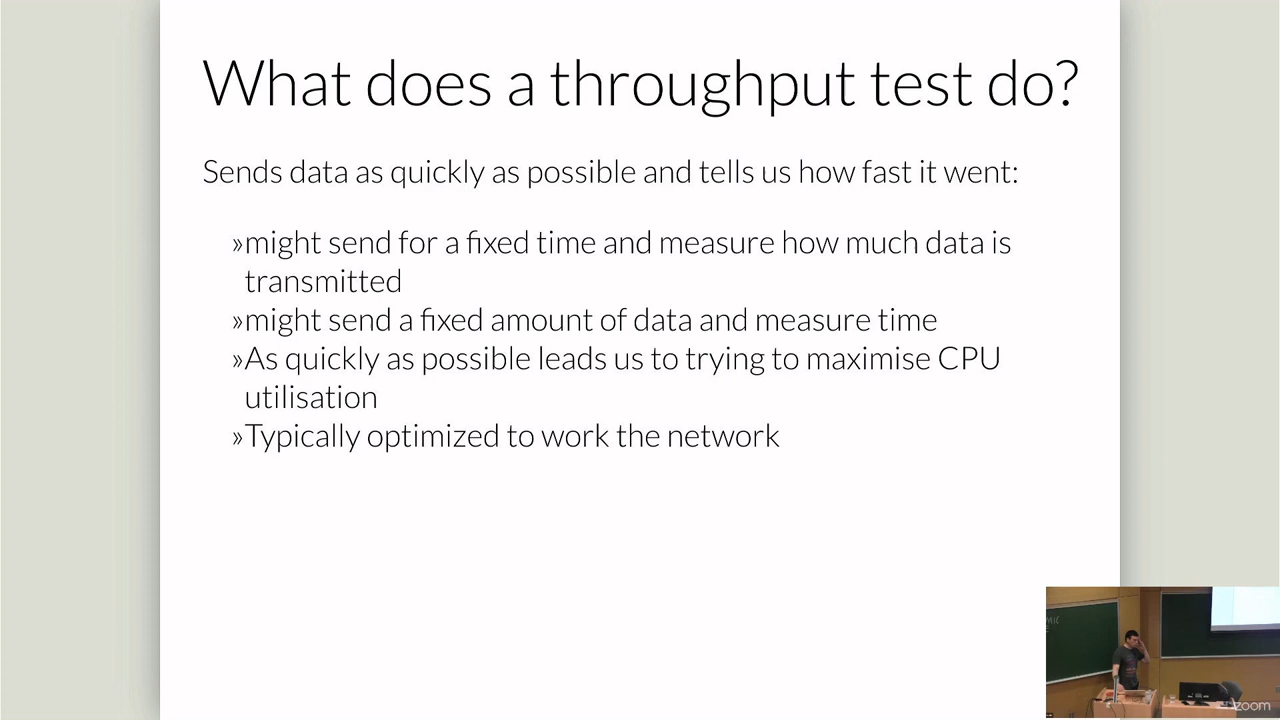 What does a throughput test do?
Sends data as quickly as possible and tells us how fast it went:
»might send for a fixed time and measure how much data is
transmitted
»might send a fixed amount of data and measure time
»As quickly as possible leads us to trying to maximise CPU
utilisation
»Typically optimized to work the network
zoom